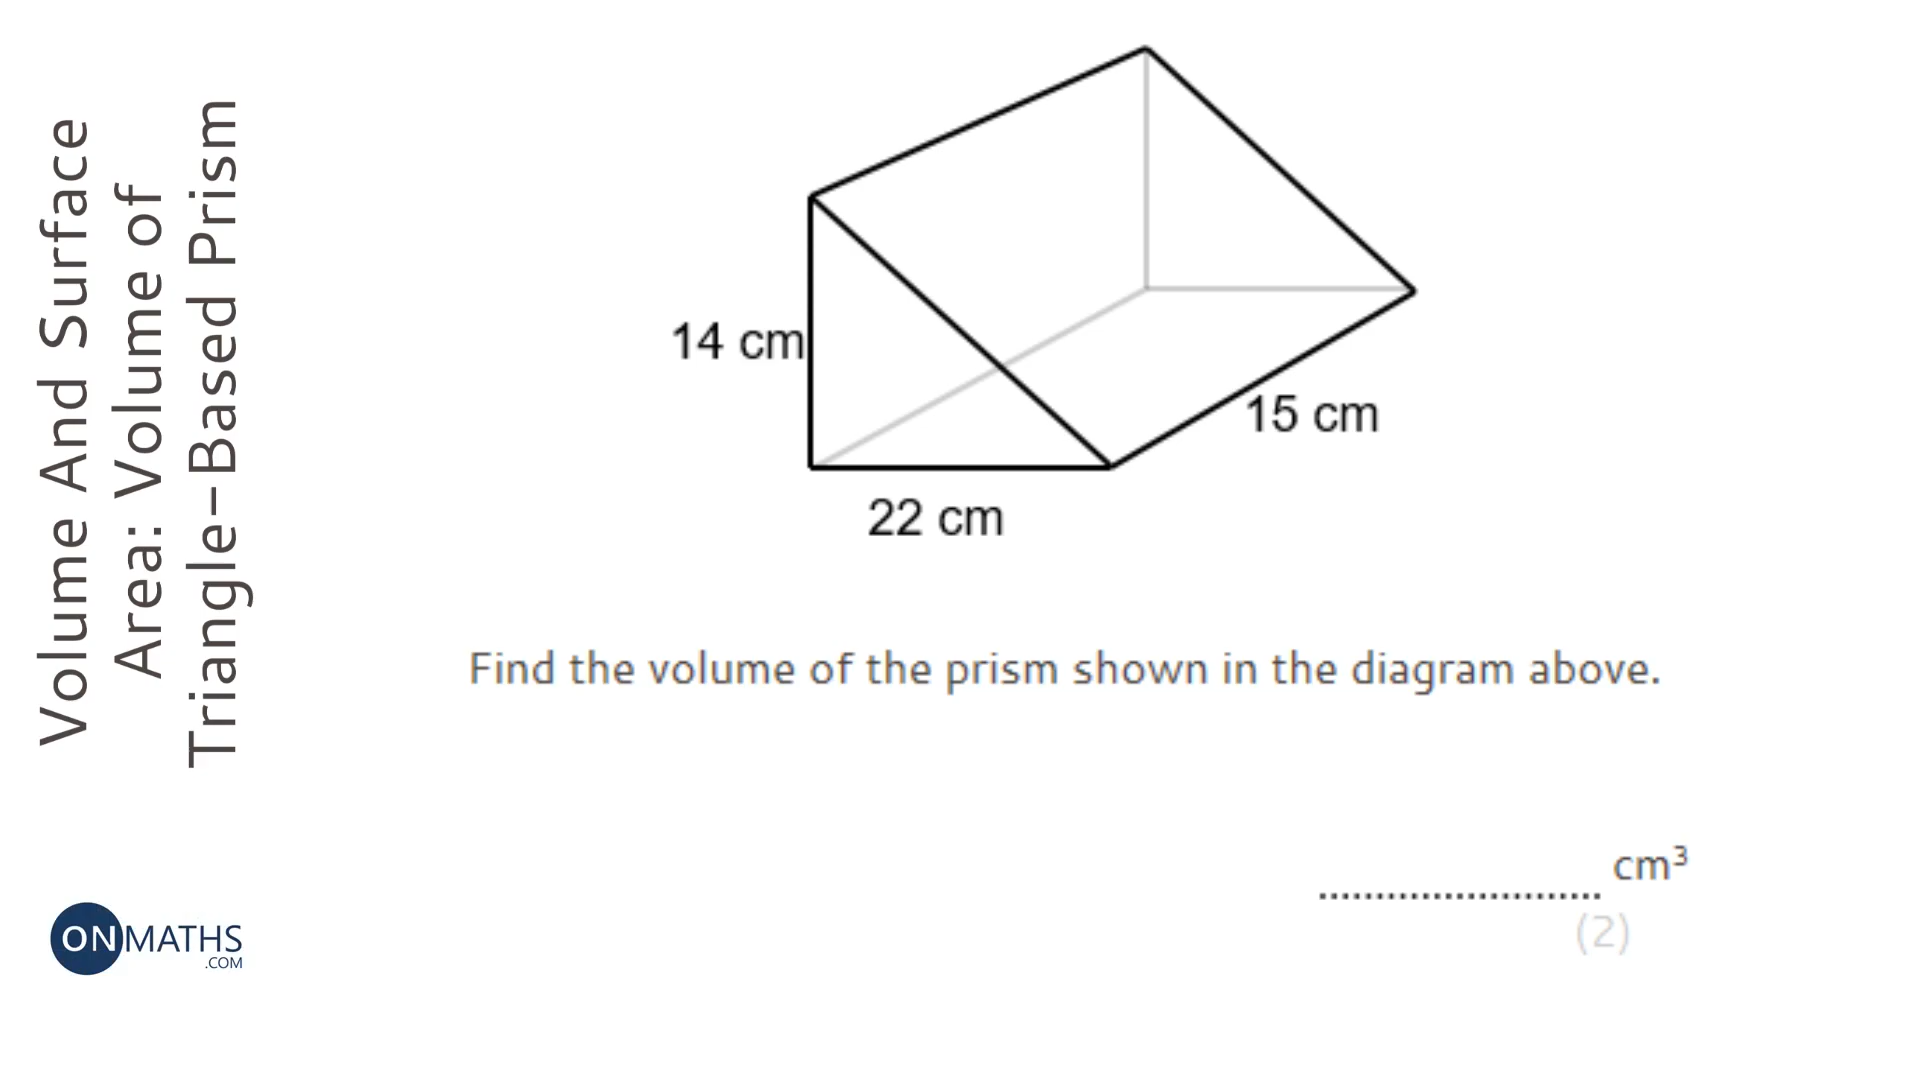 Volume And Surface
Area: Volume of
Triangle-Based Prism
14 cm
15 cm
22 cm
Find the volume of the prism shown in the diagram above.
........................ cm³
(2)
ONMATHS
.COM